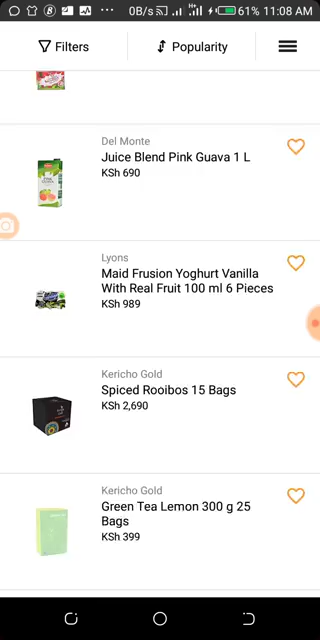 0B/s
61% 11:08 AM
Filters
Popularity
Del Monte
Juice Blend Pink Guava 1 L
KSh 690
Lyons
Maid Frusion Yoghurt Vanilla
With Real Fruit 100 ml 6 Pieces
KSh 989
Kericho Gold
Spiced Rooibos 15 Bags
KSh 2,690
Kericho Gold
Green Tea Lemon 300 g 25
Bags
KSh 399